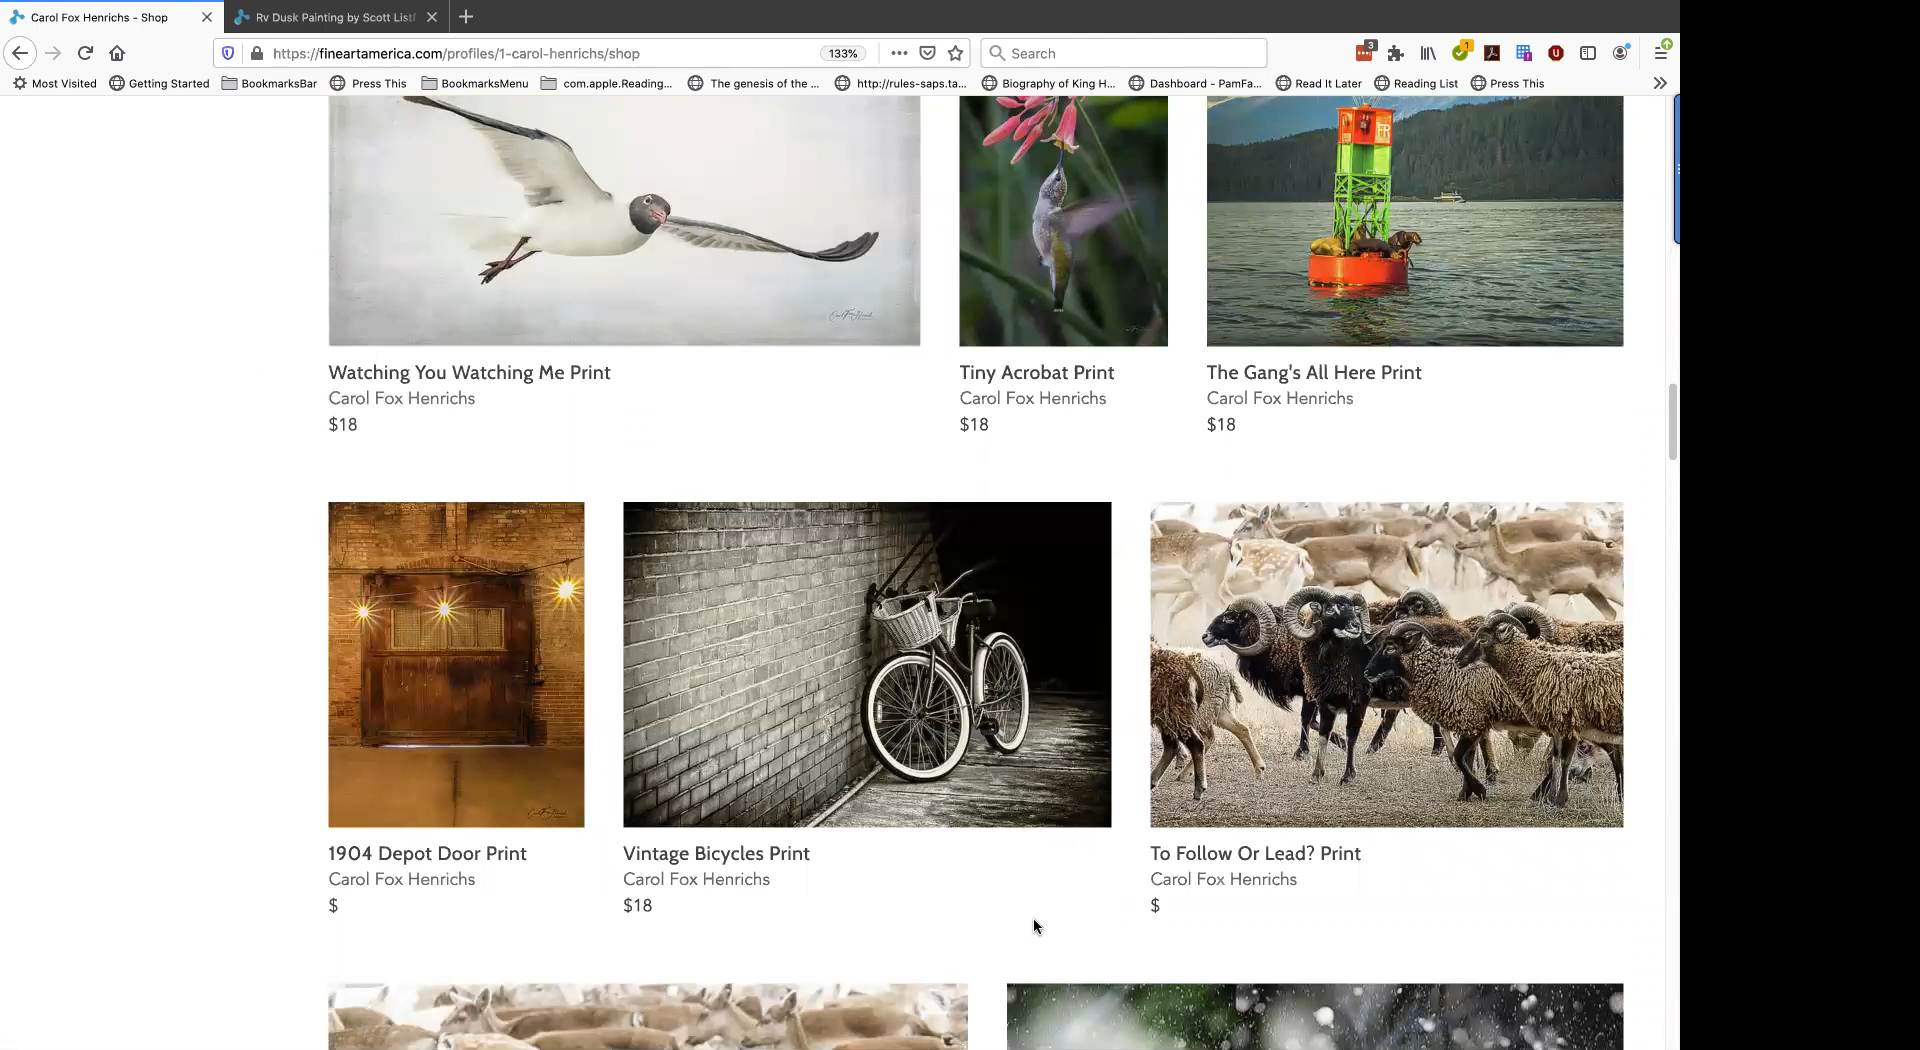 Carol Fox Henrichs - Shop
Rv Dusk Painting by Scott Listf
https://fineartamerica.com/profiles/1-carol-henrichs/shop
133%
Search
3
1
Most Visited
Getting Started
BookmarksBar
Press This
BookmarksMenu
com.apple.Reading...
The genesis of the ...
http://rules-saps.ta...
Biography of King H...
Dashboard - PamFa...
Read It Later
Reading List
Press This
Watching You Watching Me Print
Carol Fox Henrichs
$18
Tiny Acrobat Print
Carol Fox Henrichs
$18
The Gang's All Here Print
Carol Fox Henrichs
$18
1904 Depot Door Print
Carol Fox Henrichs
$
Vintage Bicycles Print
Carol Fox Henrichs
$18
To Follow Or Lead? Print
Carol Fox Henrichs
$